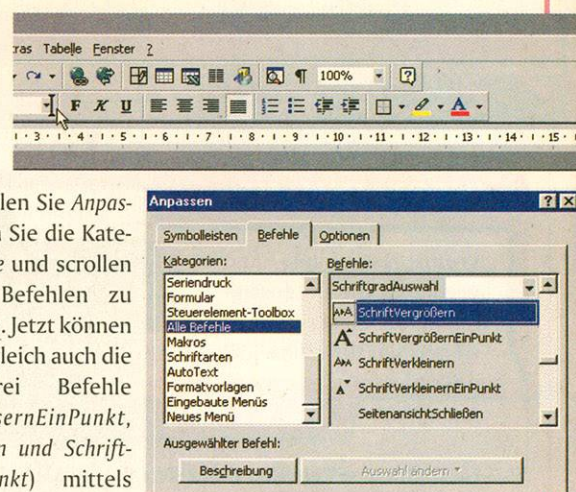 tras Tabelle Fenster ?
100%
F K U
1 · 3 · 1 · 4 · 1 · 5 · 1 · 6 · 1 · 7 · 1 · 8 · 1 · 9 · 1 · 10 · 1 · 11 · 1 · 12 · 1 · 13 · 1 · 14 · 1 · 15 ·
len Sie Anpas-
n Sie die Kate-
e und scrollen
Befehlen zu
. Jetzt können
leich auch die
rei Befehle
sernEinPunkt,
n und Schrift-
nkt) mittels
Anpassen
Symbolleisten Befehle Optionen
Kategorien: Befehle:
Seriendruck
Formular
Steuerelement-Toolbox
Alle Befehle
Makros
Schriftarten
AutoText
Formatvorlagen
Eingebaute Menüs
Neues Menü
SchriftgradAuswahl
SchriftVergrößern
SchriftVergrößernEinPunkt
SchriftVerkleinern
SchriftVerkleinernEinPunkt
SeitenansichtSchließen
Ausgewählter Befehl:
Beschreibung Auswahl ändern